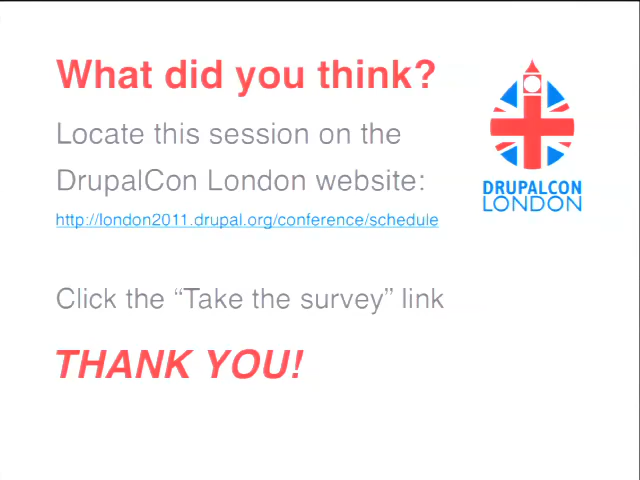 What did you think?
Locate this session on the
DrupalCon London website:
http://london2011.drupal.org/conference/schedule
Click the “Take the survey” link
THANK YOU!
DRUPALCON
LONDON